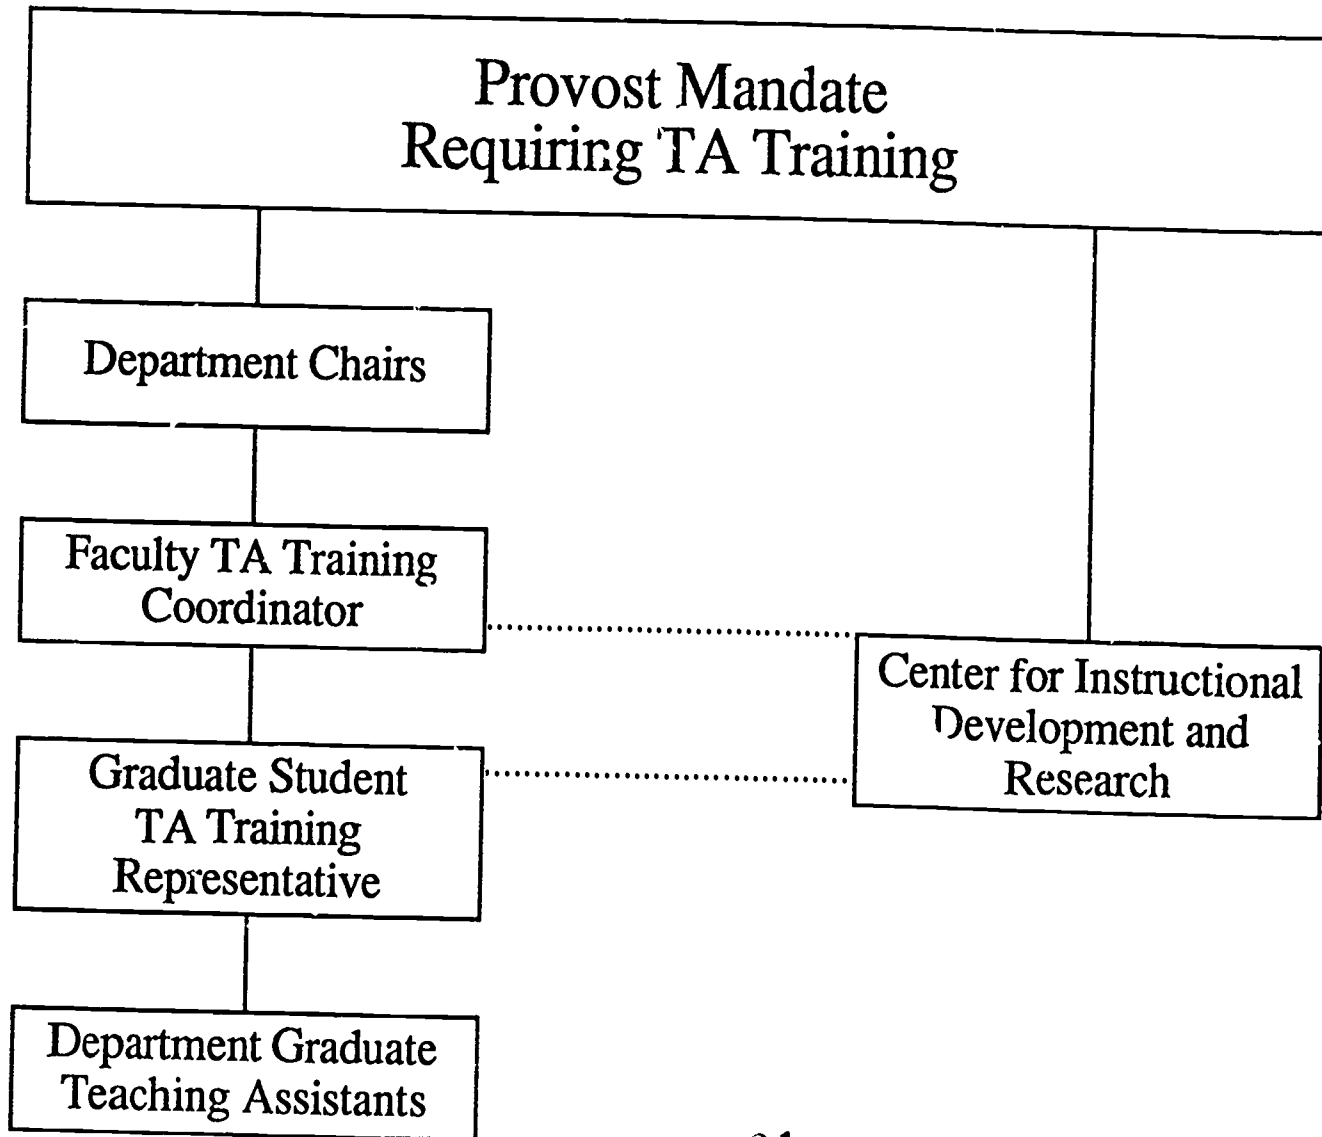 Provost Mandate
Requiring TA Training
Department Chairs
Faculty TA Training
Coordinator
Center for Instructional
Development and
Research
Graduate Student
TA Training
Representative
Department Graduate
Teaching Assistants